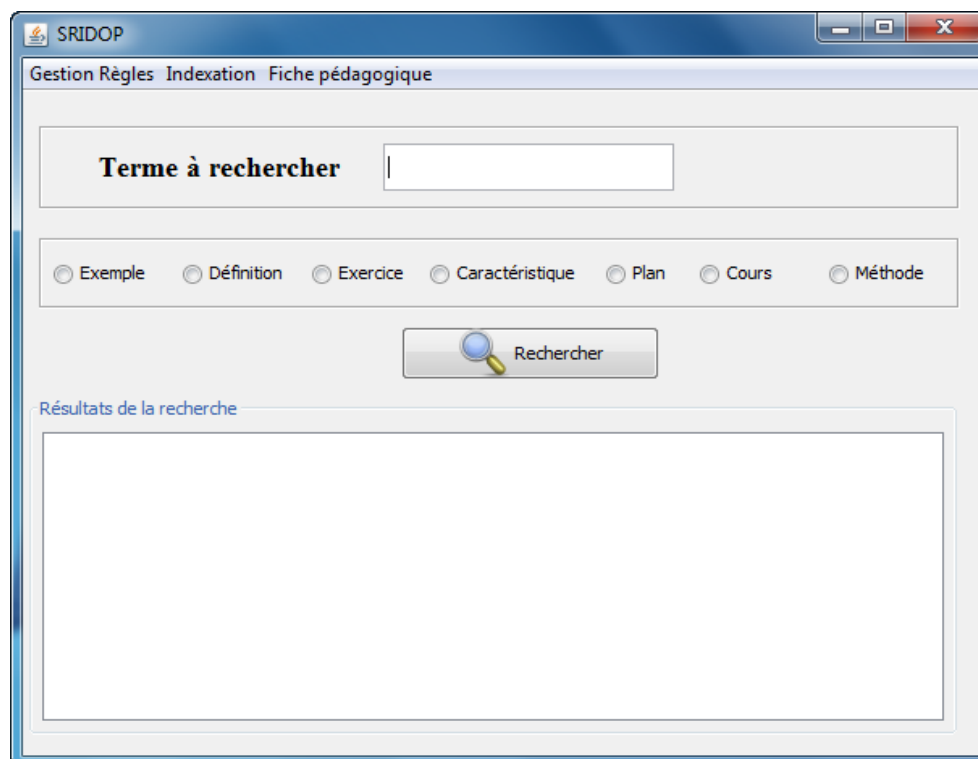 SRIDOP
Gestion Règles Indexation Fiche pédagogique
Terme à rechercher
Exemple Définition Exercice Caractéristique Plan Cours Méthode
Rechercher
Résultats de la recherche